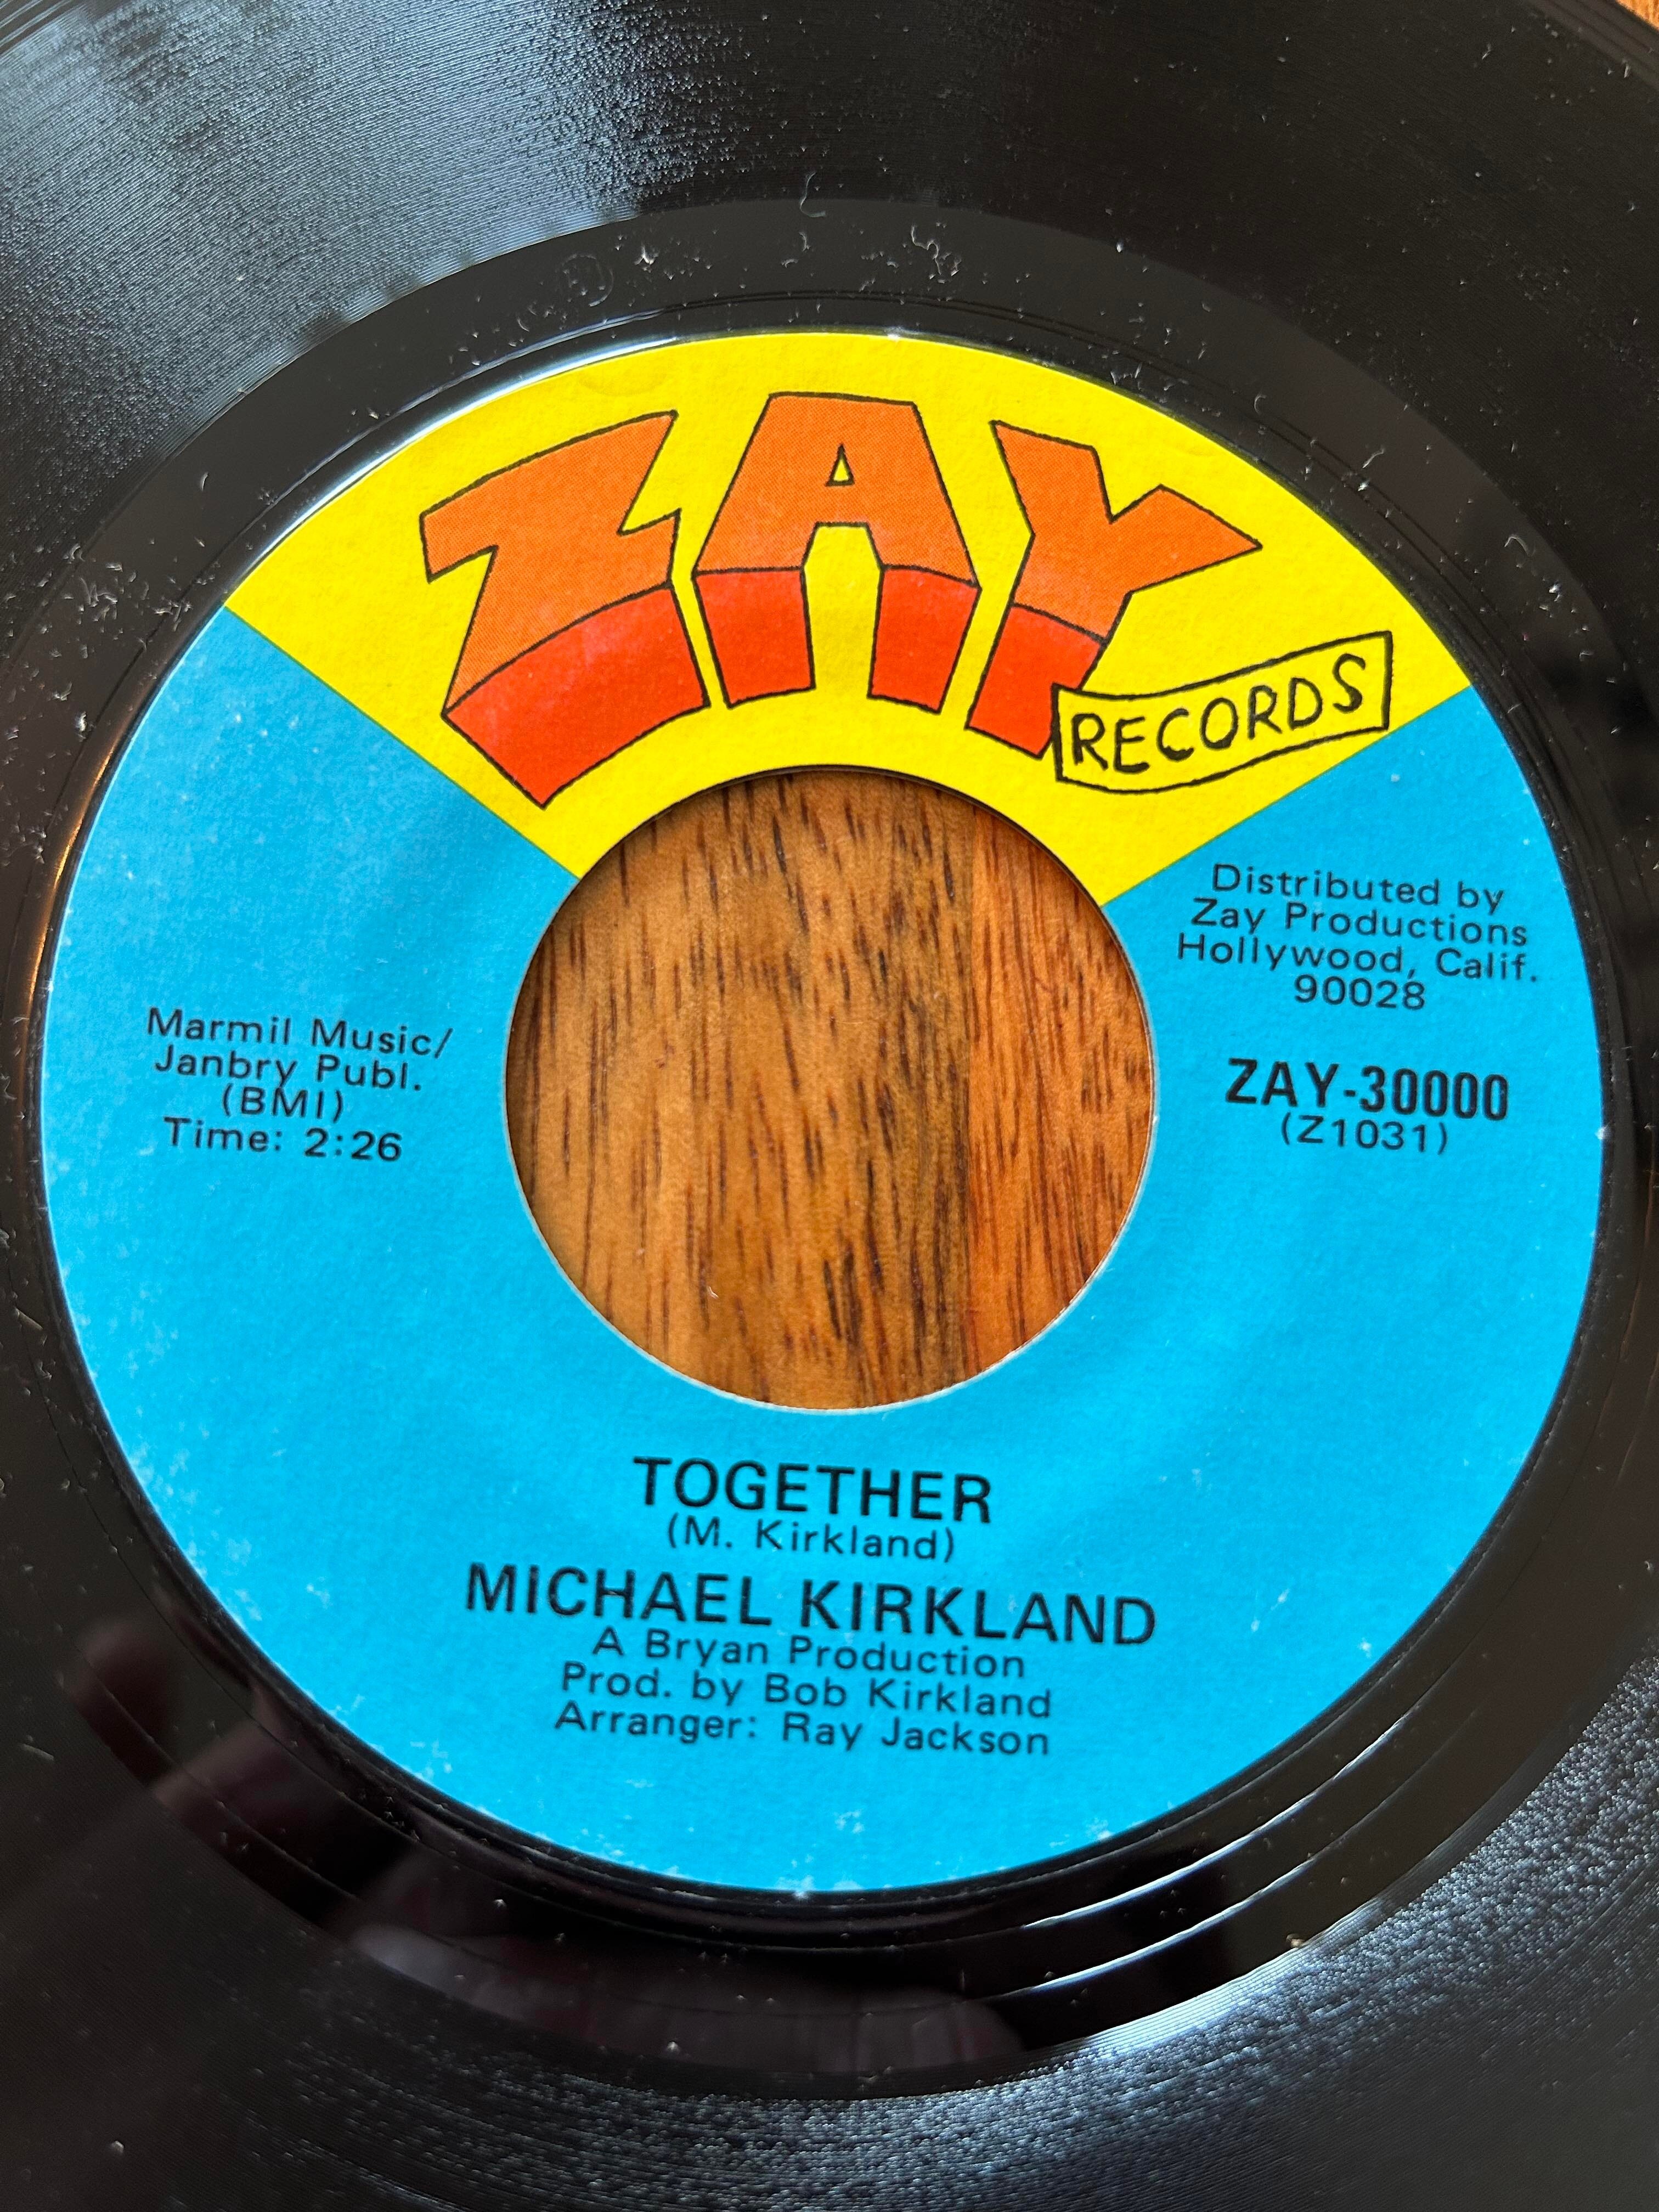 ZAY
RECORDS
Distributed by
Zay Productions
Hollywood, Calif.
90028
ZAY-30000
(Z1031)
Marmil Music/
Janbry Publ.
(BMI)
Time: 2:26
TOGETHER
(M. Kirkland)
MICHAEL KIRKLAND
A Bryan Production
Prod. by Bob Kirkland
Arranger: Ray Jackson